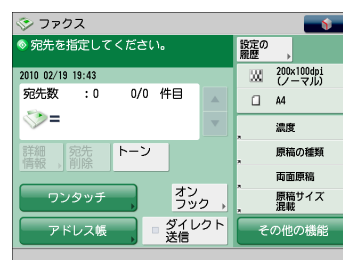 ファクス
宛先を指定してください。
設定の
履歴
2010 02/19 19:43
200x100dpi
(ノーマル)
宛先数 :0 0/0 件目
A4
=
濃度
詳細
情報
宛先
削除
トーン
原稿の種類
両面原稿
ワンタッチ
オン
フック
原稿サイズ
混載
アドレス帳
ダイレクト
送信
その他の機能